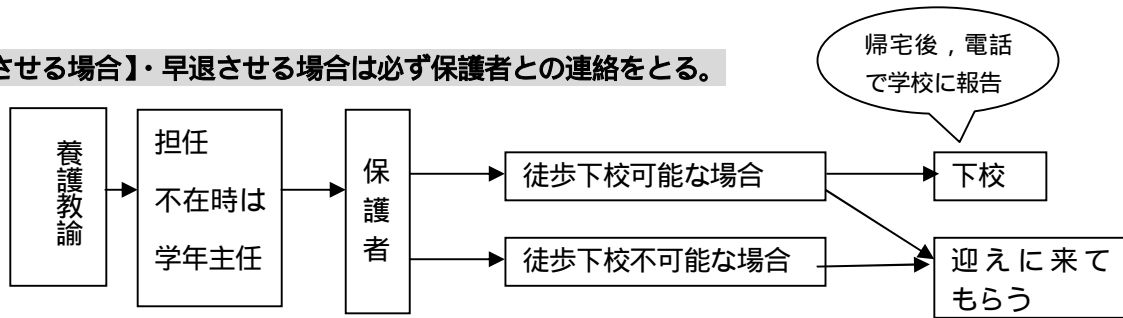 させる場合】・早退させる場合は必ず保護者との連絡をとる。
帰宅後，電話
で学校に報告
養護教諭
担任
不在時は
学年主任
保護者
徒歩下校可能な場合
下校
徒歩下校不可能な場合
迎えに来て
もらう